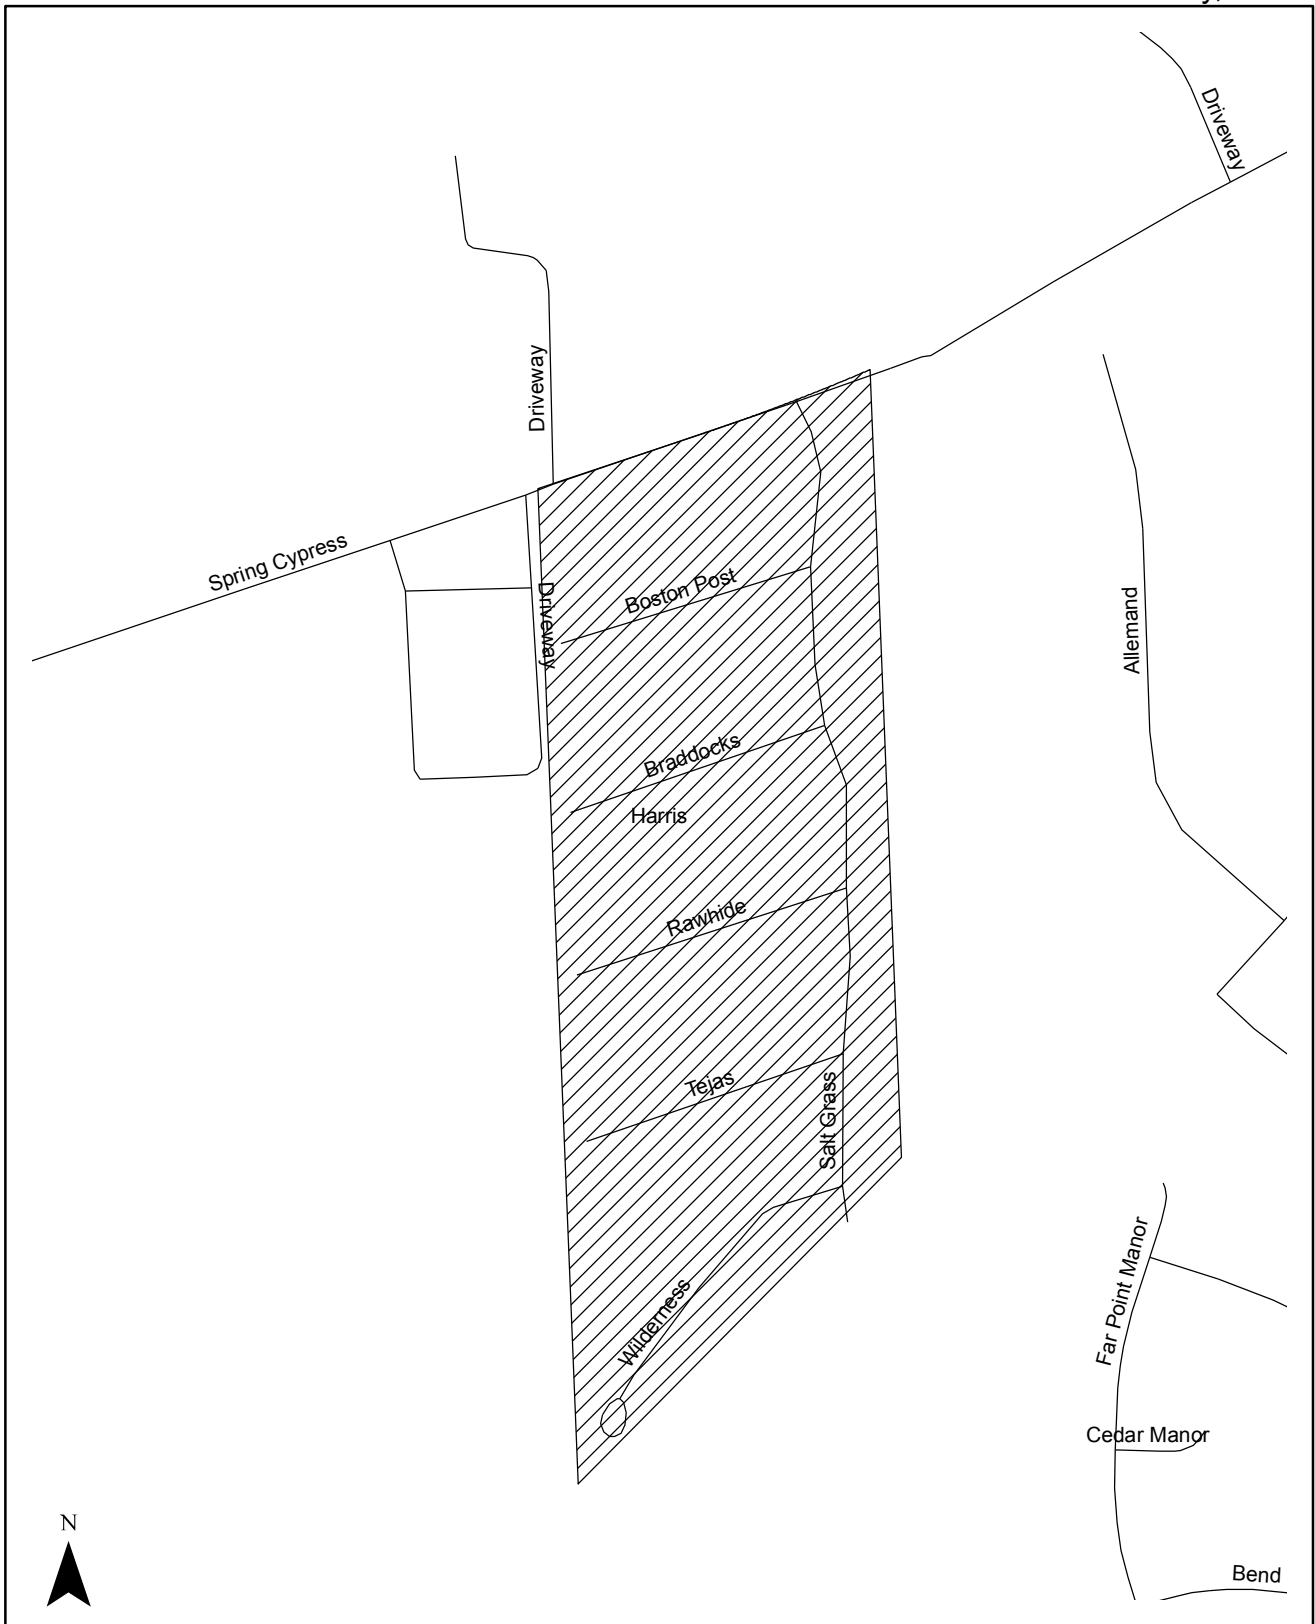 Driveway
Driveway
Spring Cypress
Boston Post
Driveway
Allemand
Braddocks
Harris
Rawhide
Tejas
Salt Grass
Far Point Manor
Wilderness
Cedar Manor
N
Bend